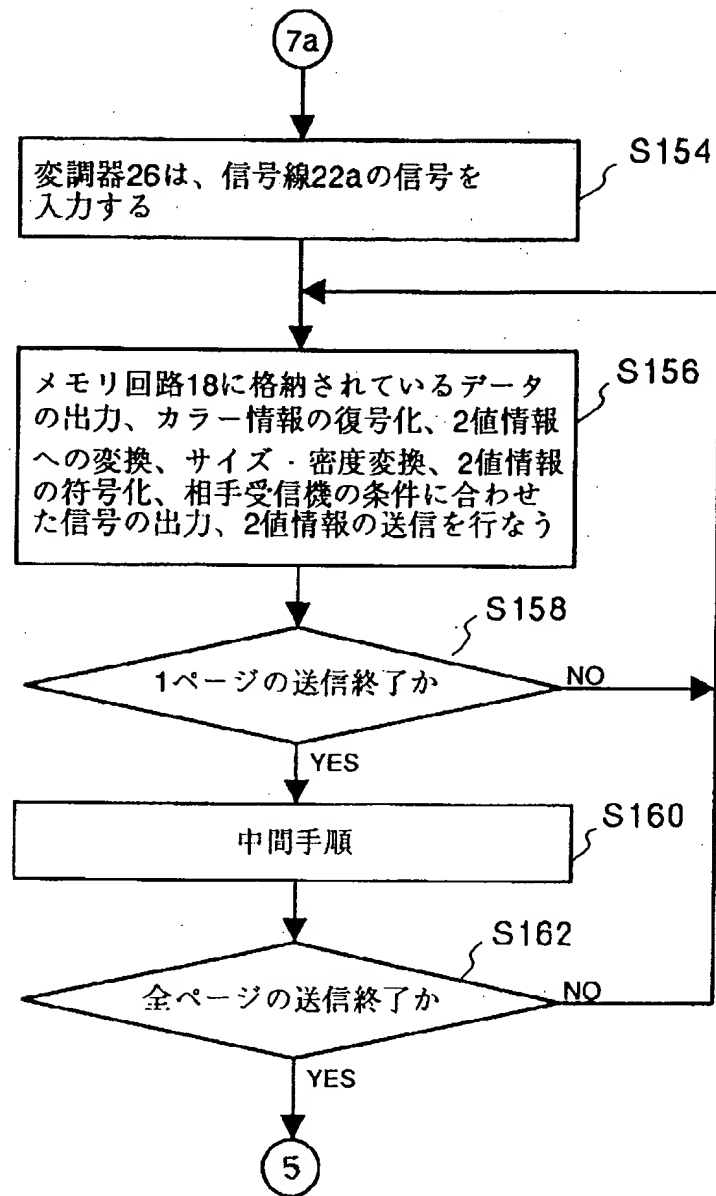 7a
S154
変調器26は、信号線22aの信号を
入力する
S156
メモリ回路18に格納されているデータ
の出力、カラー情報の復号化、2値情報
への変換、サイズ・密度変換、2値情報
の符号化、相手受信機の条件に合わせ
た信号の出力、2値情報の送信を行なう
S158
1ページの送信終了か
NO
YES
S160
中間手順
S162
全ページの送信終了か
NO
YES
5